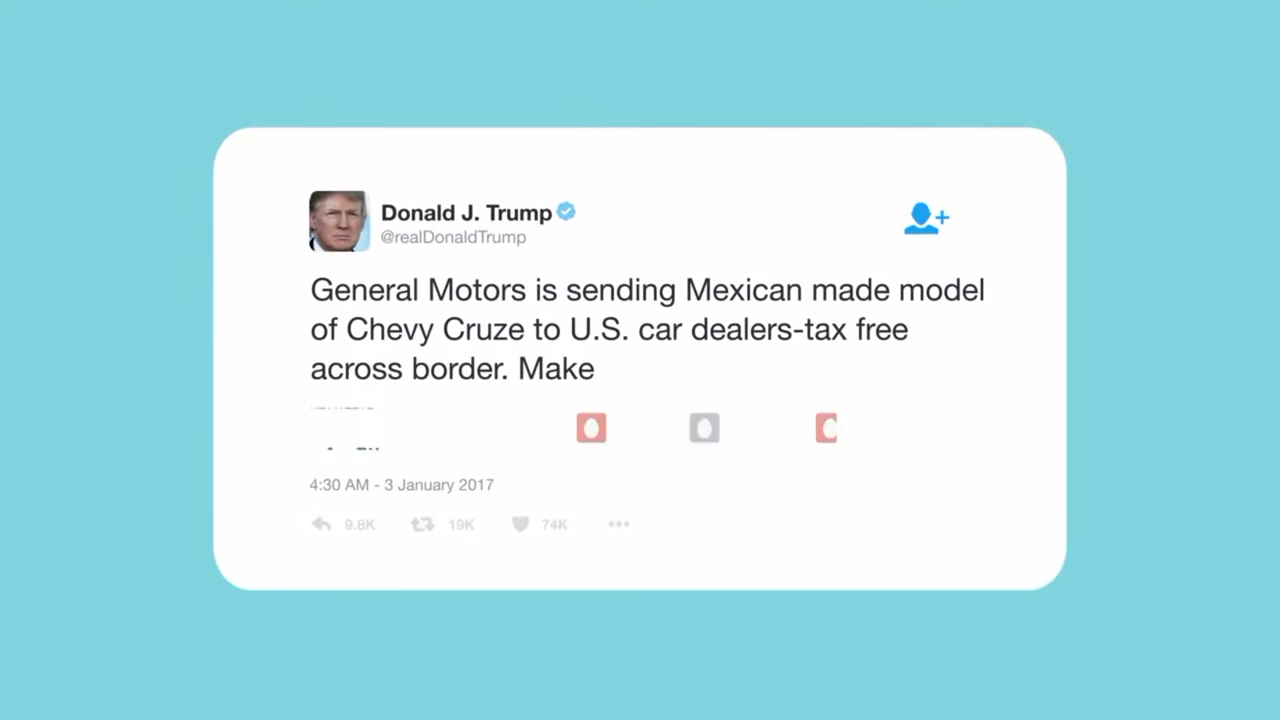 Donald J. Trump
@realDonaldTrump
General Motors is sending Mexican made model
of Chevy Cruze to U.S. car dealers-tax free
across border. Make
4:30 AM - 3 January 2017
9.8K 19K 74K